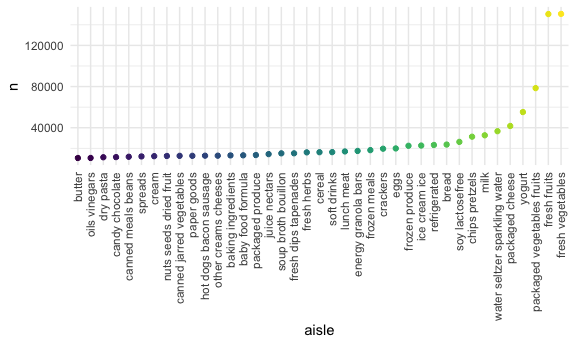 n
120000
80000
40000
butter
oils vinegars
dry pasta
candy chocolate
canned meals beans
spreads
cream
nuts seeds dried fruit
canned jarred vegetables
paper goods
hot dogs bacon sausage
other creams cheeses
baking ingredients
baby food formula
packaged produce
juice nectars
soup broth bouillon
fresh dips tapenades
fresh herbs
cereal
soft drinks
lunch meat
energy granola bars
frozen meals
crackers
eggs
frozen produce
ice cream ice
refrigerated
bread
soy lactosefree
chips pretzels
milk
water seltzer sparkling water
packaged cheese
yogurt
packaged vegetables fruits
fresh fruits
fresh vegetables
aisle